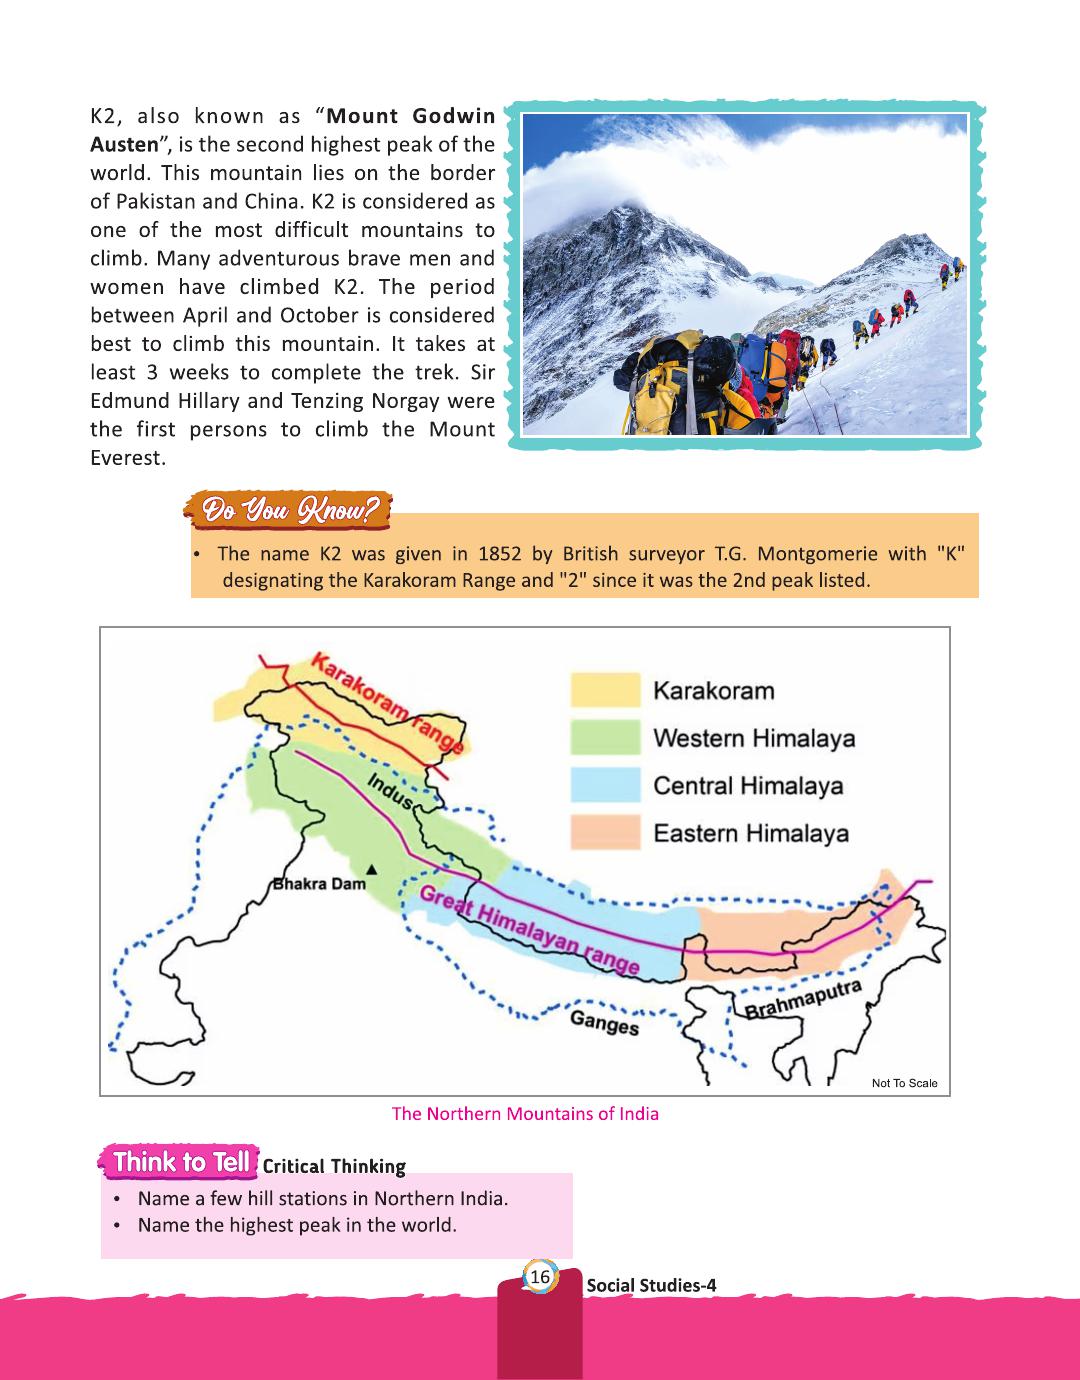 K2, also known as “Mount Godwin
Austen”, is the second highest peak of the
world. This mountain lies on the border
of Pakistan and China. K2 is considered as
one of the most difficult mountains to
climb. Many adventurous brave men and
women have climbed K2. The period
between April and October is considered
best to climb this mountain. It takes at
least 3 weeks to complete the trek. Sir
Edmund Hillary and Tenzing Norgay were
the first persons to climb the Mount
Everest.
Do You Know?
• The name K2 was given in 1852 by British surveyor T.G. Montgomerie with "K"
designating the Karakoram Range and "2" since it was the 2nd peak listed.
Karakoram range
Karakoram
Western Himalaya
Central Himalaya
Eastern Himalaya
Indus
Bhakra Dam
Great Himalayan range
Ganges
Brahmaputra
Not To Scale
The Northern Mountains of India
Think to Tell Critical Thinking
• Name a few hill stations in Northern India.
• Name the highest peak in the world.
16
Social Studies-4